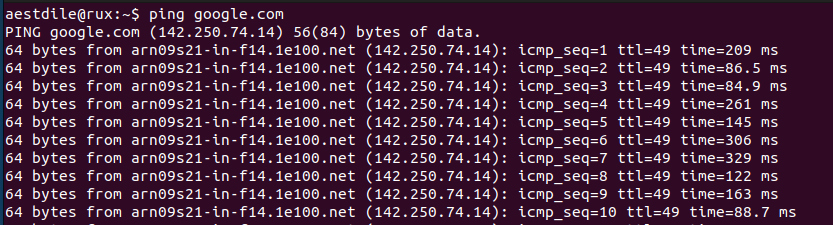 aestdile@rux:~$ ping google.com
PING google.com (142.250.74.14) 56(84) bytes of data.
64 bytes from arn09s21-in-f14.1e100.net (142.250.74.14): icmp_seq=1 ttl=49 time=209 ms
64 bytes from arn09s21-in-f14.1e100.net (142.250.74.14): icmp_seq=2 ttl=49 time=86.5 ms
64 bytes from arn09s21-in-f14.1e100.net (142.250.74.14): icmp_seq=3 ttl=49 time=84.9 ms
64 bytes from arn09s21-in-f14.1e100.net (142.250.74.14): icmp_seq=4 ttl=49 time=261 ms
64 bytes from arn09s21-in-f14.1e100.net (142.250.74.14): icmp_seq=5 ttl=49 time=145 ms
64 bytes from arn09s21-in-f14.1e100.net (142.250.74.14): icmp_seq=6 ttl=49 time=306 ms
64 bytes from arn09s21-in-f14.1e100.net (142.250.74.14): icmp_seq=7 ttl=49 time=329 ms
64 bytes from arn09s21-in-f14.1e100.net (142.250.74.14): icmp_seq=8 ttl=49 time=122 ms
64 bytes from arn09s21-in-f14.1e100.net (142.250.74.14): icmp_seq=9 ttl=49 time=163 ms
64 bytes from arn09s21-in-f14.1e100.net (142.250.74.14): icmp_seq=10 ttl=49 time=88.7 ms